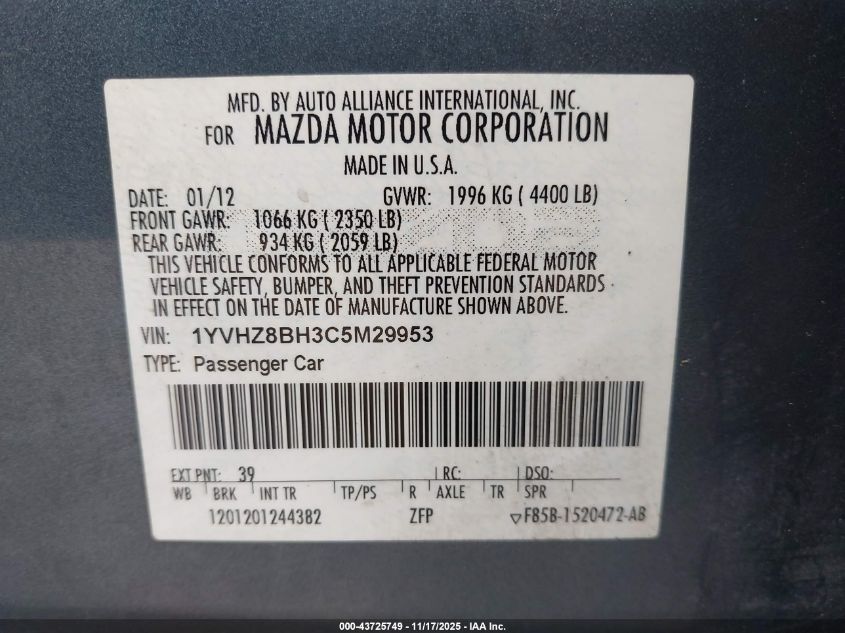 MFD. BY AUTO ALLIANCE INTERNATIONAL, INC.
FOR MAZDA MOTOR CORPORATION
MADE IN U.S.A.
DATE: 01/12 GVWR: 1996 KG ( 4400 LB)
FRONT GAWR: 1066 KG ( 2350 LB)
REAR GAWR: 934 KG ( 2059 LB)
THIS VEHICLE CONFORMS TO ALL APPLICABLE FEDERAL MOTOR
VEHICLE SAFETY, BUMPER, AND THEFT PREVENTION STANDARDS
IN EFFECT ON THE DATE OF MANUFACTURE SHOWN ABOVE.
VIN: 1YVHZ8BH3C5M29953
TYPE: Passenger Car
EXT PNT: 39 RC: DSO:
WB BRK INT TR TP/PS R AXLE TR SPR
1201201244382 ZFP ▽F85B-1520472-AB
000-43725749 - 11/17/2025 - IAA Inc.